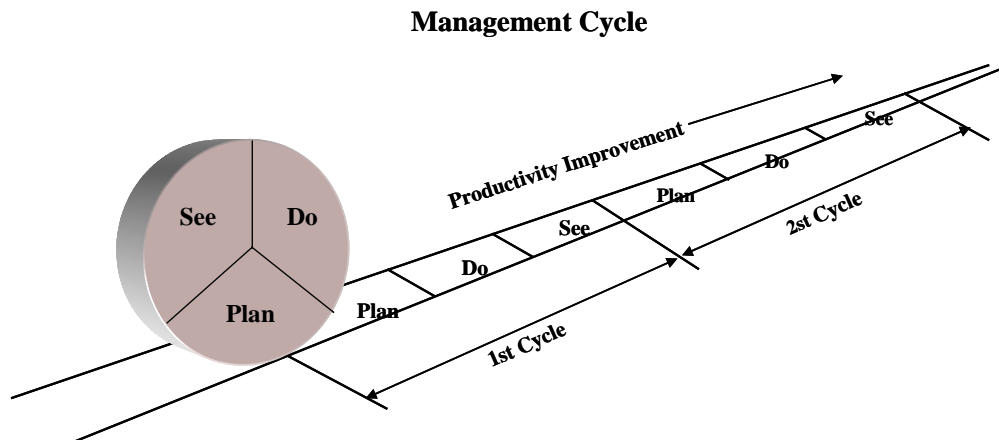 Management Cycle
Productivity Improvement
See
Do
Plan
Plan
Do
See
Plan
Do
See
1st Cycle
2st Cycle